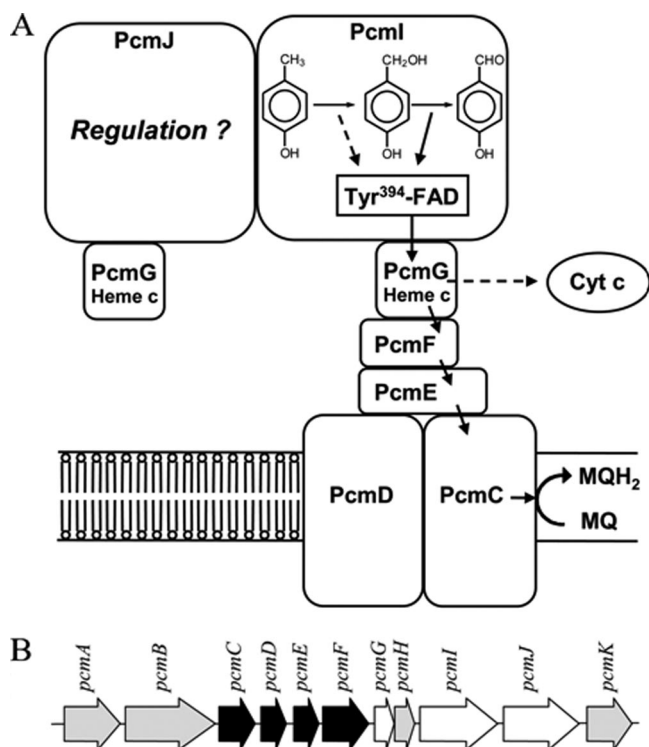 A
PcmJ
PcmI
CH₃
CH₂OH
CHO
Regulation ?
OH
OH
OH
Tyr³⁹⁴-FAD
PcmG
Heme c
PcmG
Heme c
Cyt c
PcmF
PcmE
PcmD
PcmC
MQH₂
MQ
B
pcmA
pcmB
pcmC
pcmD
pcmE
pcmF
pcmG
pcmH
pcmI
pcmJ
pcmK